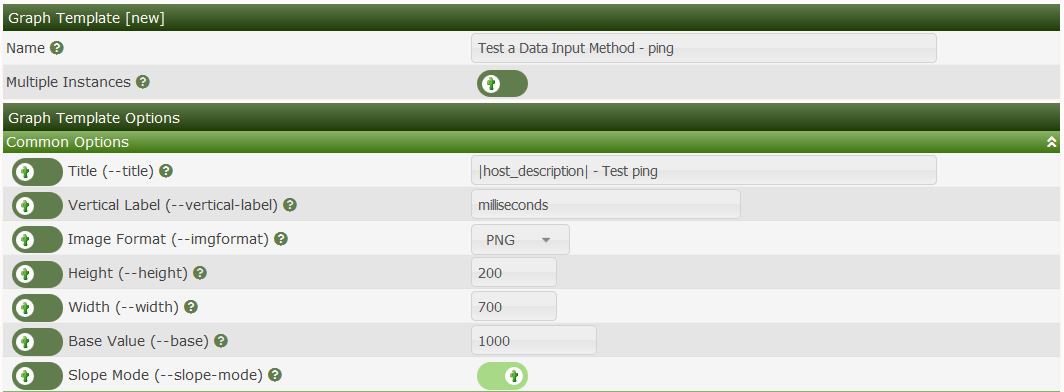 Graph Template [new]
Name ?
Test a Data Input Method - ping
Multiple Instances ?
Graph Template Options
Common Options
Title (--title) ?
|host_description| - Test ping
Vertical Label (--vertical-label) ?
milliseconds
Image Format (--imgformat) ?
PNG
Height (--height) ?
200
Width (--width) ?
700
Base Value (--base) ?
1000
Slope Mode (--slope-mode) ?